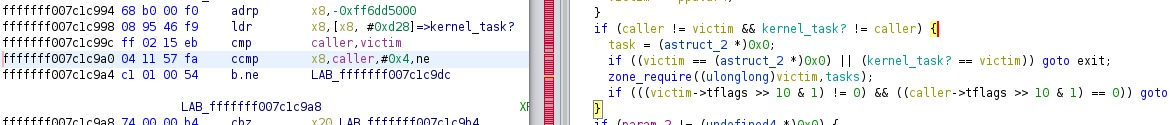 fffffff007c1c994 68 b0 00 f0 adrp x8,-0xff6dd5000
fffffff007c1c998 08 95 46 f9 ldr x8,[x8, #0xd28]=>kernel_task?
fffffff007c1c99c ff 02 15 eb cmp caller,victim
fffffff007c1c9a0 04 11 57 fa ccmp x8,caller,#0x4,ne
fffffff007c1c9a4 c1 01 00 54 b.ne LAB_fffffff007c1c9dc
LAB_fffffff007c1c9a8
fffffff007c1c9a8 74 00 00 b4 cbz x20,LAB_fffffff007c1c9b4
}
if (caller != victim && kernel_task? != caller) {
task = (astruct_2 *)0x0;
if ((victim == (astruct_2 *)0x0) || (kernel_task? == victim)) goto exit;
zone_require((ulonglong)victim,tasks);
if (((victim->tflags >> 10 & 1) != 0) && ((caller->tflags >> 10 & 1) == 0)) goto
}
if (param_2 != (undefined4 *)0x0) {